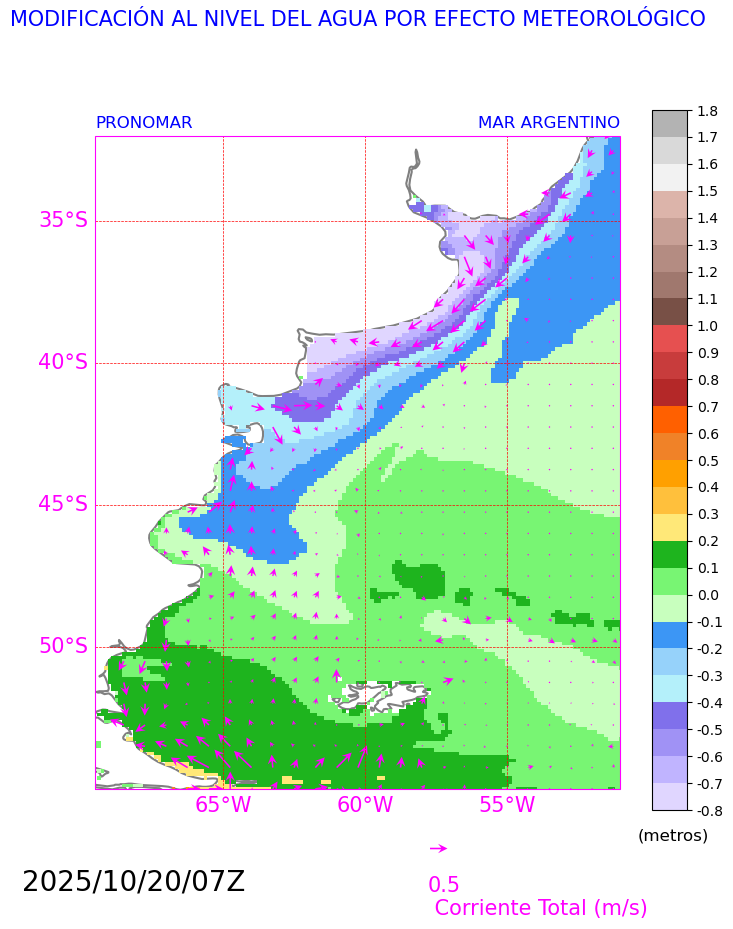 MODIFICACIÓN AL NIVEL DEL AGUA POR EFECTO METEOROLÓGICO
PRONOMAR MAR ARGENTINO
35°S
40°S
45°S
50°S
65°W 60°W 55°W
1.8
1.7
1.6
1.5
1.4
1.3
1.2
1.1
1.0
0.9
0.8
0.7
0.6
0.5
0.4
0.3
0.2
0.1
0.0
-0.1
-0.2
-0.3
-0.4
-0.5
-0.6
-0.7
-0.8
(metros)
2025/10/20/07Z
0.5
Corriente Total (m/s)